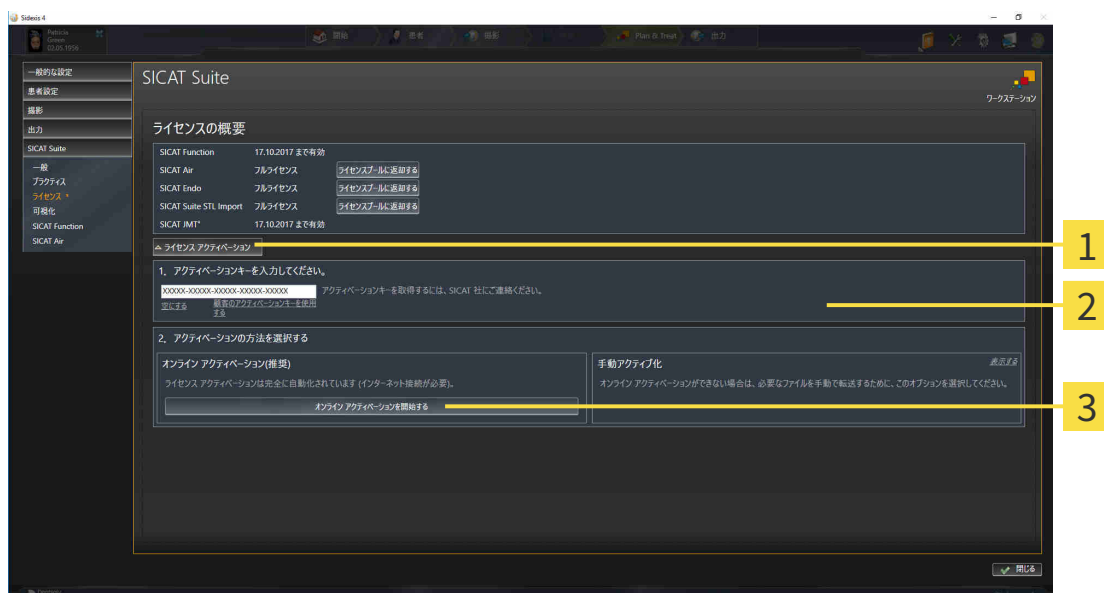 Sidexis 4
Patricia
Green
02.05.1956
開始
患者
撮影
Plan & Treat
出力
一般的な設定
患者設定
撮影
出力
SICAT Suite
一般
プラクティス
ライセンス *
可視化
SICAT Function
SICAT Air
SICAT Suite
ワークステーション
ライセンスの概要
SICAT Function 17.10.2017 まで有効
SICAT Air フルライセンス ライセンスプールに返却する
SICAT Endo フルライセンス ライセンスプールに返却する
SICAT Suite STL Import フルライセンス ライセンスプールに返却する
SICAT JMT⁺ 17.10.2017 まで有効
ライセンス アクティベーション
1
1. アクティベーションキーを入力してください。
XXXXX-XXXXX-XXXXX-XXXXX-XXXXX アクティベーションキーを取得するには、SICAT 社にご連絡ください。
空にする 顧客のアクティベーションキーを使用
する
2
2. アクティベーションの方法を選択する
オンライン アクティベーション(推奨)
ライセンス アクティベーションは完全に自動化されています (インターネット接続が必要)。
オンライン アクティベーションを開始する
手動アクティブ化 表示する
オンライン アクティベーションができない場合は、必要なファイルを手動で転送するために、このオプションを選択してください。
3
閉じる